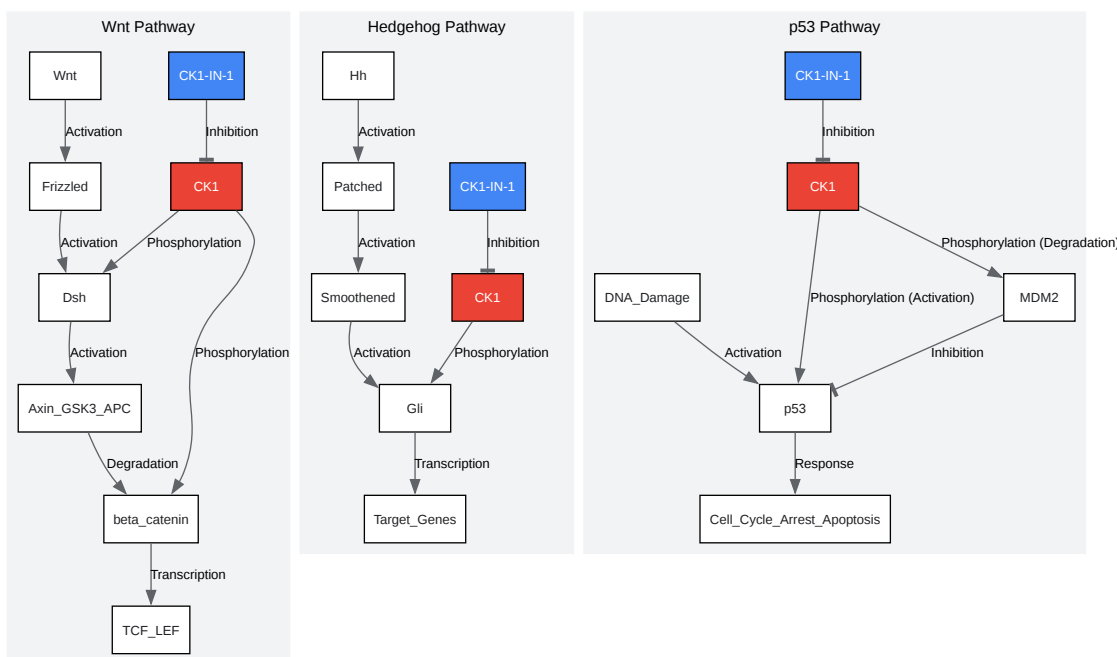 Wnt Pathway
Wnt
CK1-IN-1
Activation
Inhibition
Frizzled
CK1
Activation
Phosphorylation
Dsh
Activation
Phosphorylation
Axin_GSK3_APC
Degradation
beta_catenin
Transcription
TCF_LEF
Hedgehog Pathway
Hh
Activation
Patched
CK1-IN-1
Activation
Inhibition
Smoothened
CK1
Activation
Phosphorylation
Gli
Transcription
Target_Genes
p53 Pathway
CK1-IN-1
Inhibition
CK1
Phosphorylation (Degradation)
DNA_Damage
Phosphorylation (Activation)
MDM2
Activation
Inhibition
p53
Response
Cell_Cycle_Arrest_Apoptosis